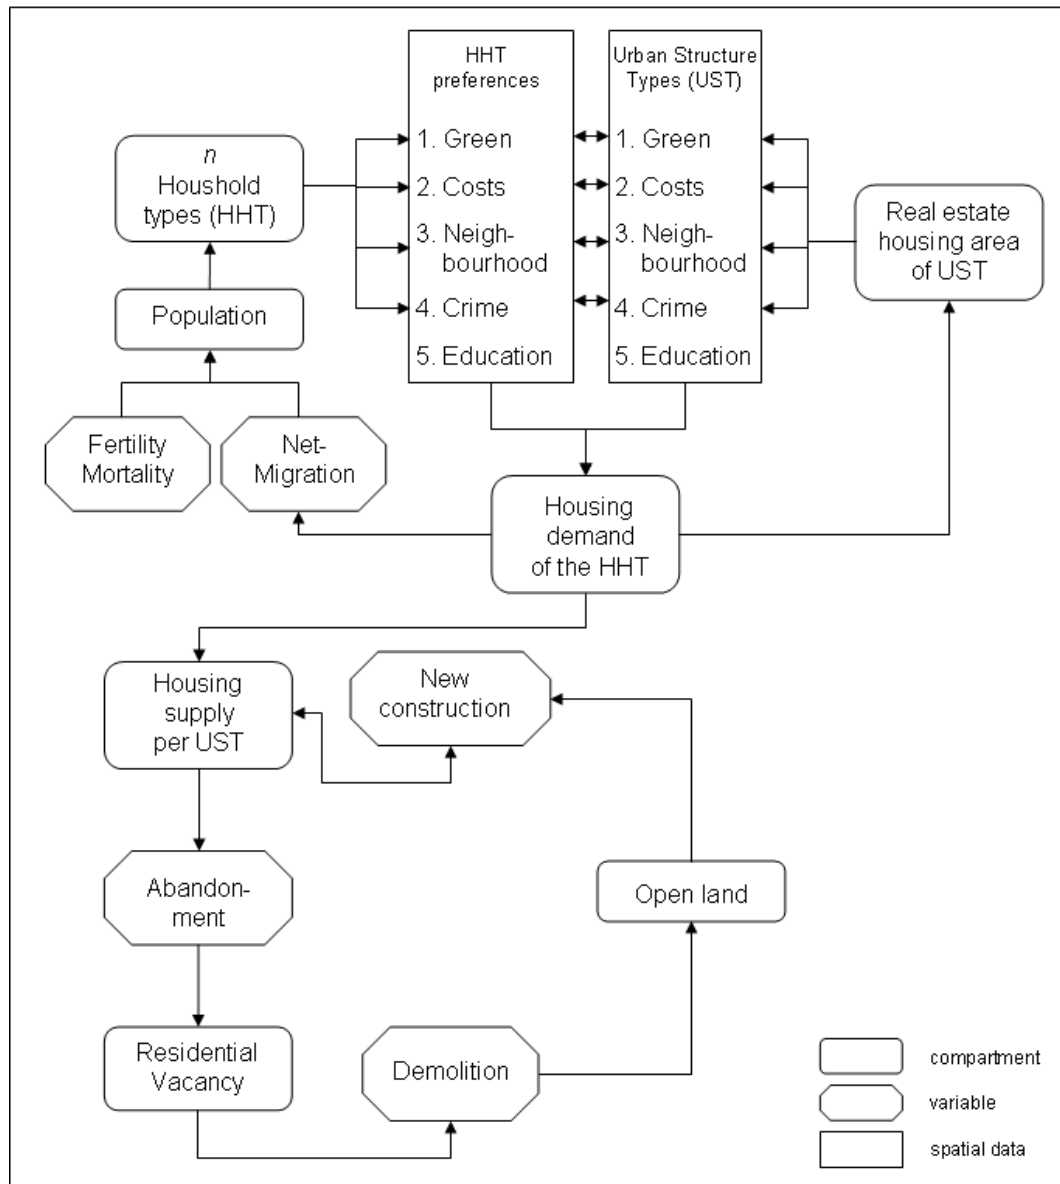 HHT
preferences
1. Green
2. Costs
3. Neigh-
bourhood
4. Crime
5. Education
Urban Structure
Types (UST)
1. Green
2. Costs
3. Neigh-
bourhood
4. Crime
5. Education
n
Houshold
types (HHT)
Real estate
housing area
of UST
Population
Fertility
Mortality
Net-
Migration
Housing
demand
of the HHT
Housing
supply
per UST
New
construction
Abandon-
ment
Open land
Residential
Vacancy
Demolition
compartment
variable
spatial data